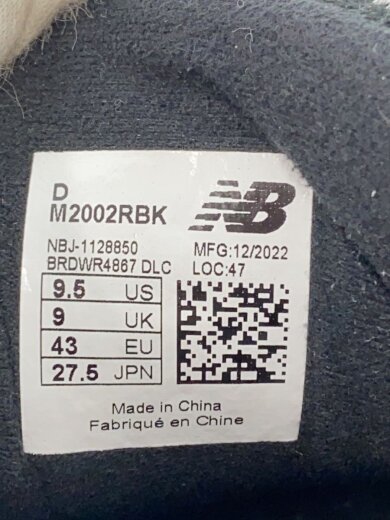 D
M2002RBK
NB
NBJ-1128850
MFG:12/2022
BRDWR4867 DLC
LOC:47
9.5 US
9 UK
43 EU
27.5 JPN
Made in China
Fabriqué en Chine